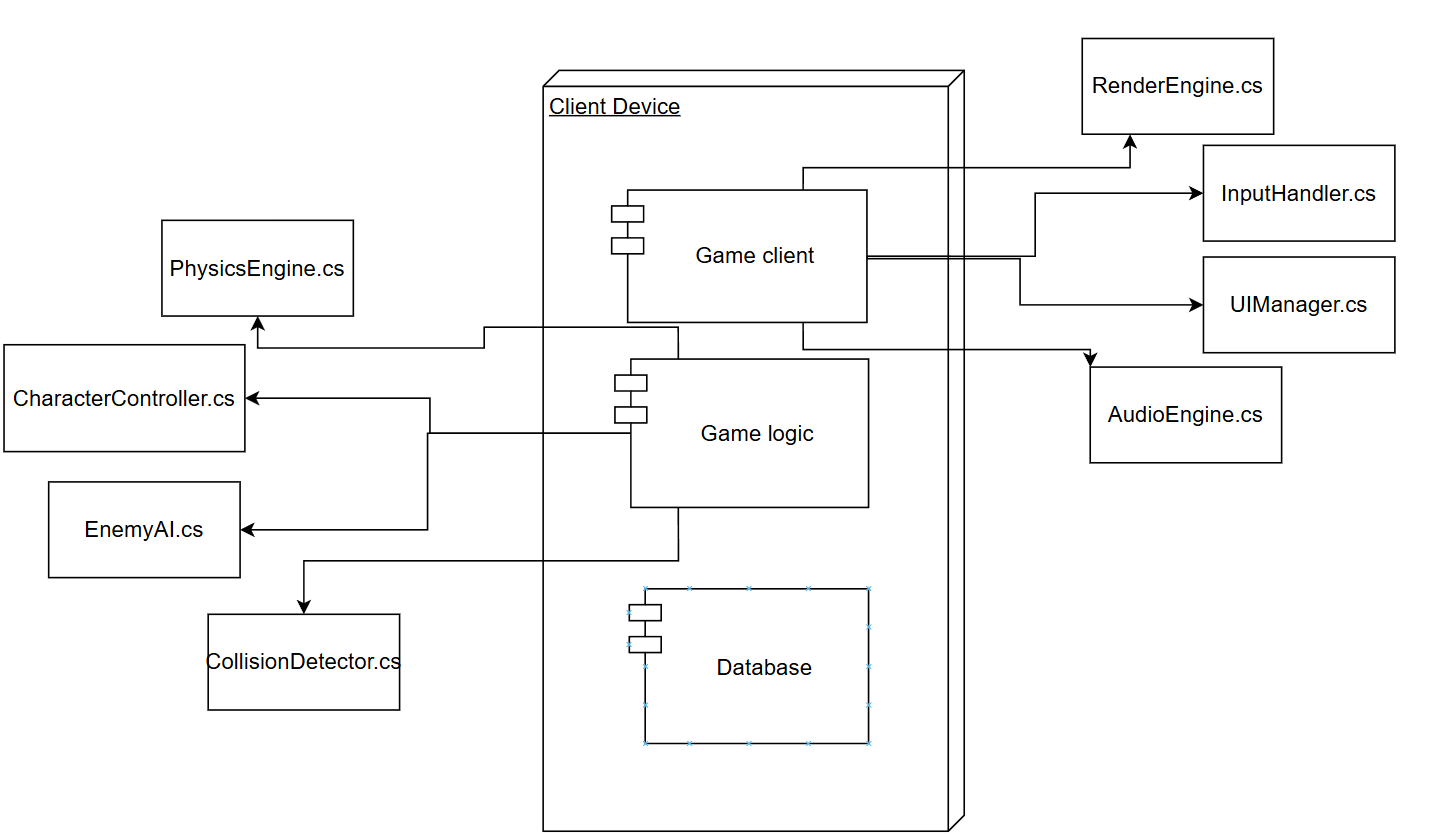 RenderEngine.cs
Client Device
InputHandler.cs
Game client
PhysicsEngine.cs
UIManager.cs
CharacterController.cs
AudioEngine.cs
Game logic
EnemyAI.cs
CollisionDetector.cs
Database